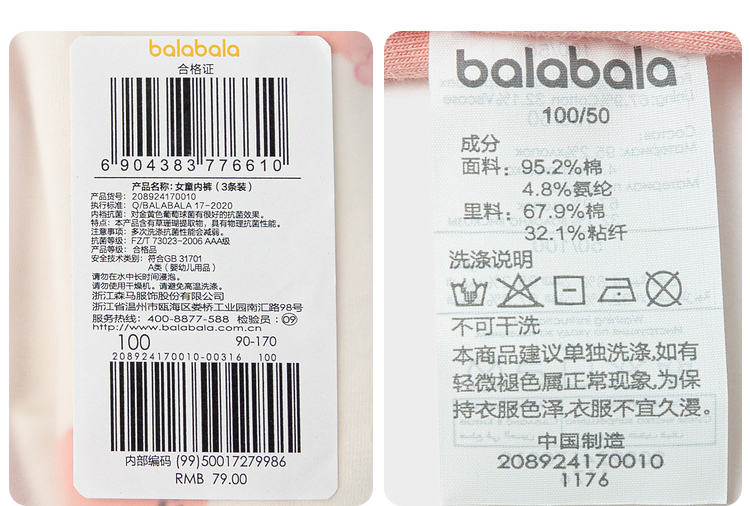 balabala
合格证
6 904383 776610
产品名称: 女童内裤（3条装）
产品货号: 208924170010
执行标准: Q/BALABALA 17-2020
内裆抗菌: 对金黄色葡萄球菌有很好的抗菌效果。
特点: 本产品含有草珊瑚提取物，具有物理抗菌性能。
注意事项: 多次洗涤抗菌性能会减弱。
抗菌等级: FZ/T 73023-2006 AAA级
产品等级: 合格品
安全技术类别: 符合GB 31701
A类（婴幼儿用品）
请勿在水中长时间浸泡。
请勿使用干燥机。请避免高温洗涤。
浙江森马服饰股份有限公司
浙江省温州市瓯海区娄桥工业园南汇路98号
服务热线: 400-8877-588 检验员: 09
http://www.balabala.com.cn
100 90-170
208924170010-00316 100
内部编码 (99)50017279986
RMB 79.00
balabala
100/50
成分
面料: 95.2%棉
4.8%氨纶
里料: 67.9%棉
32.1%粘纤
洗涤说明
不可干洗
本商品建议单独洗涤,如有
轻微褪色属正常现象,为保
持衣服色泽,衣服不宜久浸。
中国制造
208924170010
1176